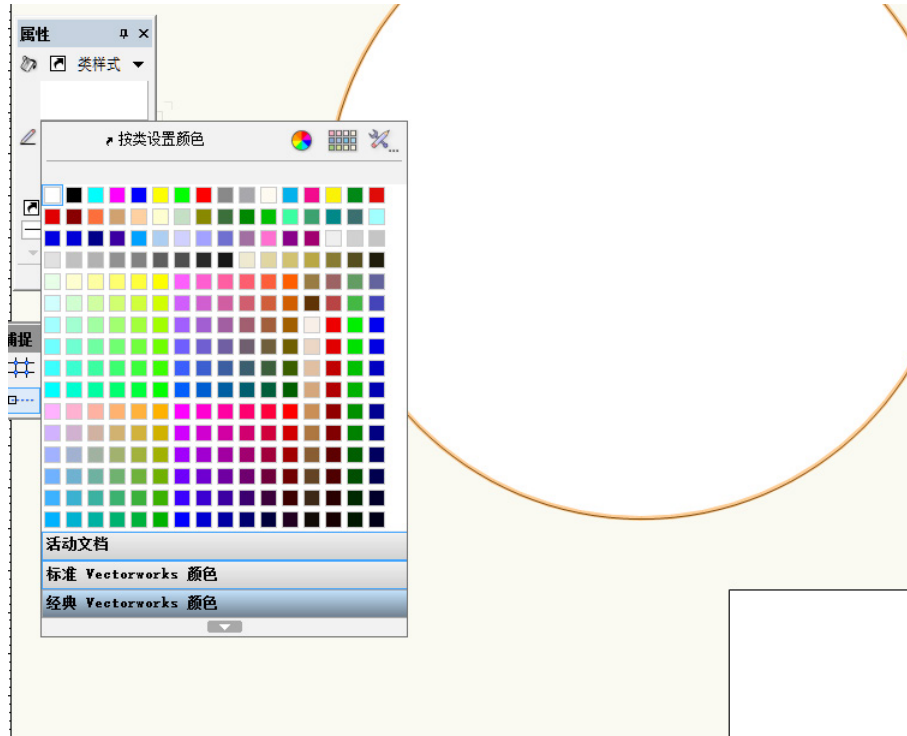 属性
类样式
按类设置颜色
...
捕捉
活动文档
标准 Vectorworks 颜色
经典 Vectorworks 颜色